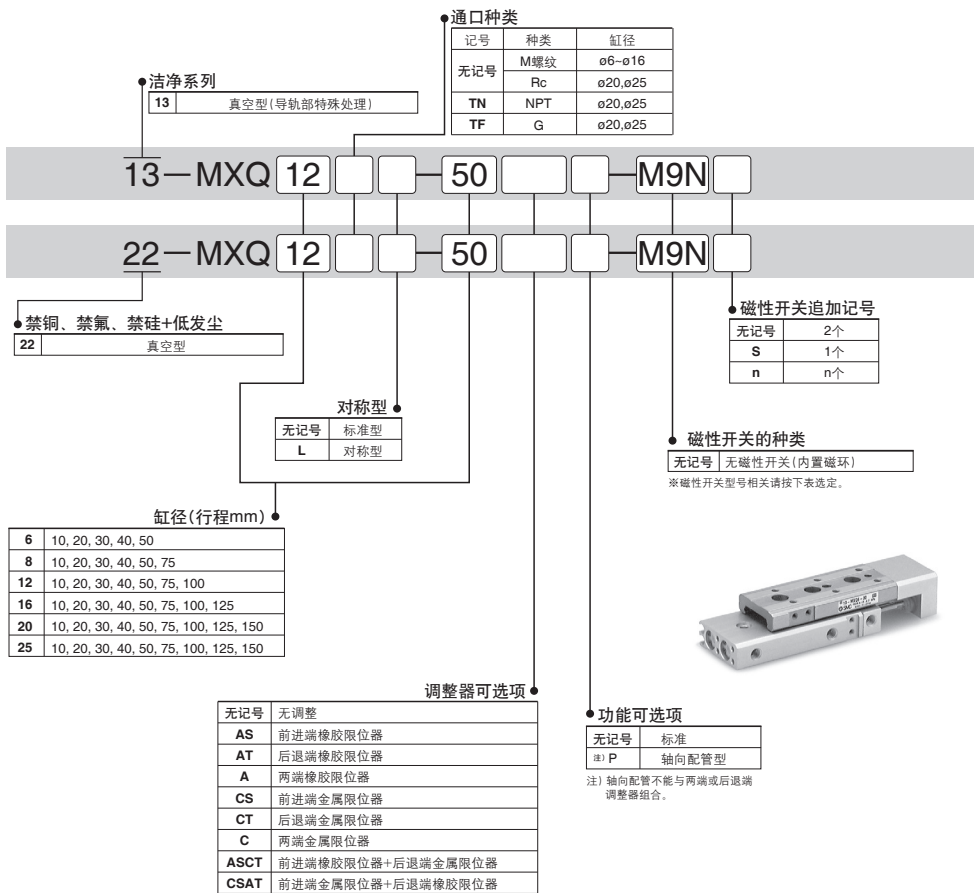 通口种类
记号 种类 缸径
无记号 M螺纹 ø6~ø16
Rc ø20,ø25
TN NPT ø20,ø25
TF G ø20,ø25
洁净系列
13 真空型(导轨部特殊处理)
13－MXQ 12 － 50 － M9N
22－MXQ 12 － 50 － M9N
禁铜、禁氟、禁硅+低发尘
22 真空型
磁性开关追加记号
无记号 2个
S 1个
n n个
对称型
无记号 标准型
L 对称型
磁性开关的种类
无记号 无磁性开关(内置磁环)
※磁性开关型号相关请按下表选定。
缸径(行程mm)
6 10, 20, 30, 40, 50
8 10, 20, 30, 40, 50, 75
12 10, 20, 30, 40, 50, 75, 100
16 10, 20, 30, 40, 50, 75, 100, 125
20 10, 20, 30, 40, 50, 75, 100, 125, 150
25 10, 20, 30, 40, 50, 75, 100, 125, 150
SMC
调整器可选项
无记号 无调整
AS 前进端橡胶限位器
AT 后退端橡胶限位器
A 两端橡胶限位器
CS 前进端金属限位器
CT 后退端金属限位器
C 两端金属限位器
ASCT 前进端橡胶限位器+后退端金属限位器
CSAT 前进端金属限位器+后退端橡胶限位器
功能可选项
无记号 标准
注) P 轴向配管型
注) 轴向配管不能与两端或后退端
调整器组合。